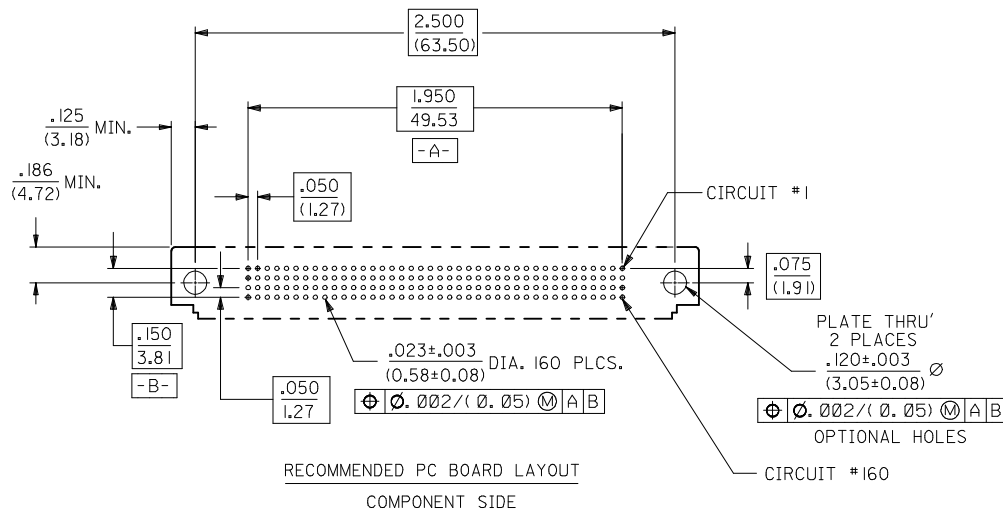 2.500
(63.50)
1.950
49.53
-A-
.125
(3.18) MIN.
.186
(4.72) MIN.
.050
(1.27)
CIRCUIT #1
.075
(1.91)
.150
3.81
-B-
.050
1.27
.023±.003
(0.58±0.08) DIA. 160 PLCS.
⌖ Ø.002/(0.05) Ⓜ A B
PLATE THRU'
2 PLACES
.120±.003
(3.05±0.08) Ø
⌖ Ø.002/(0.05) Ⓜ A B
OPTIONAL HOLES
CIRCUIT #160
RECOMMENDED PC BOARD LAYOUT
COMPONENT SIDE